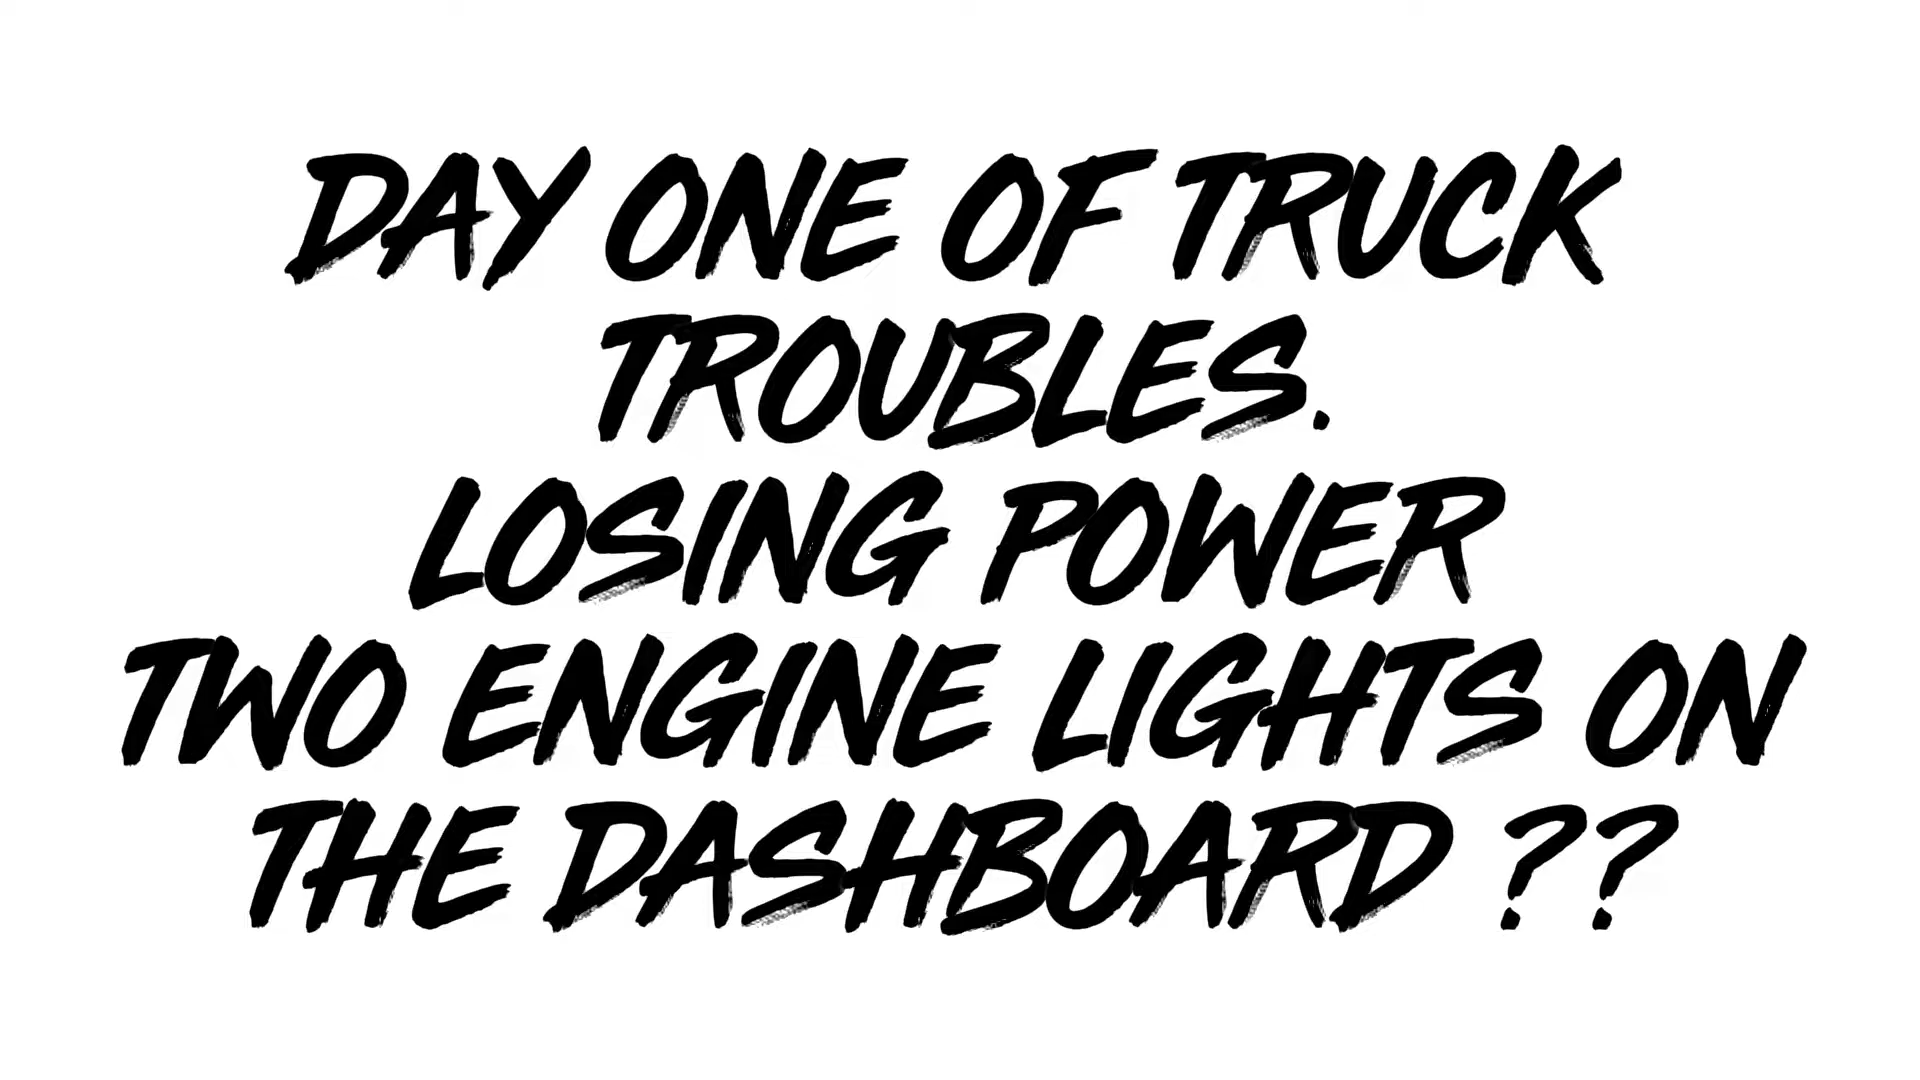 DAY ONE OF TRUCK
TROUBLES.
LOSING POWER
TWO ENGINE LIGHTS ON
THE DASHBOARD ??